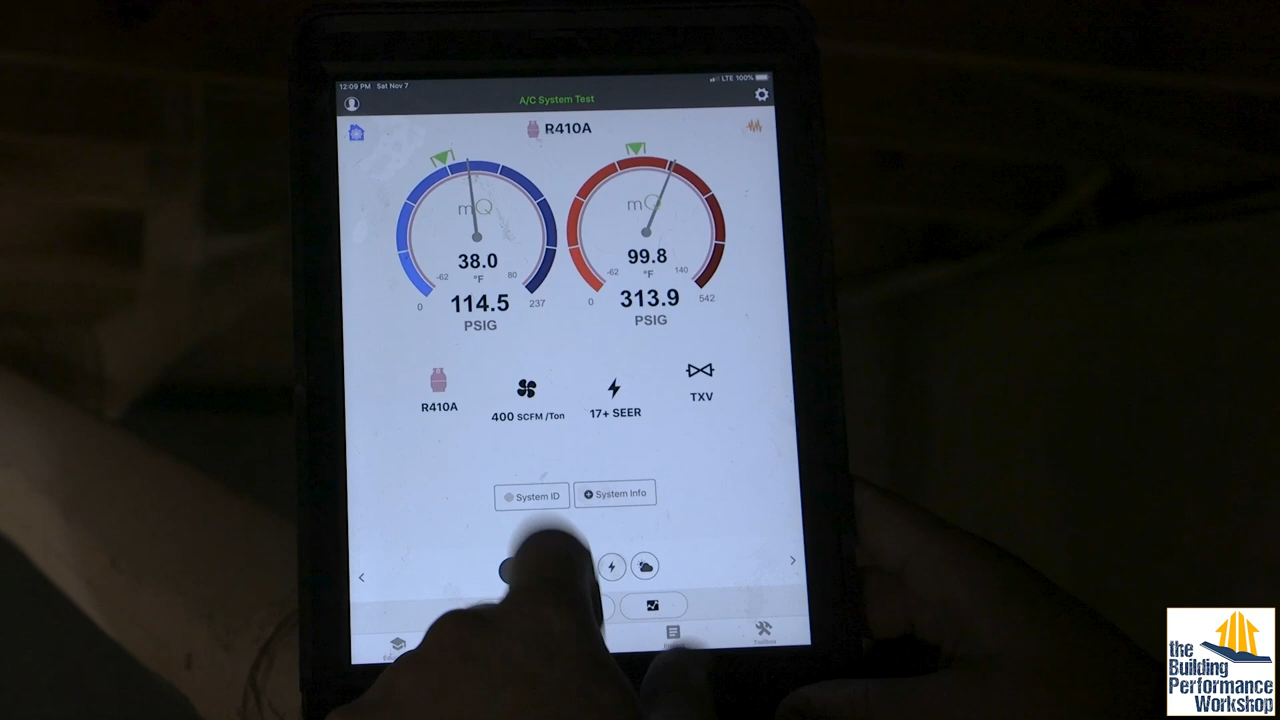 12:09 PM Sat Nov 7
LTE 100%
A/C System Test
R410A
mQ
mQ
38.0
-62
°F
80
0
114.5
237
PSIG
99.8
-62
°F
140
0
313.9
542
PSIG
R410A
400 SCFM /Ton
17+ SEER
TXV
System ID
System Info
Toolbox
the
Building
Performance
Workshop